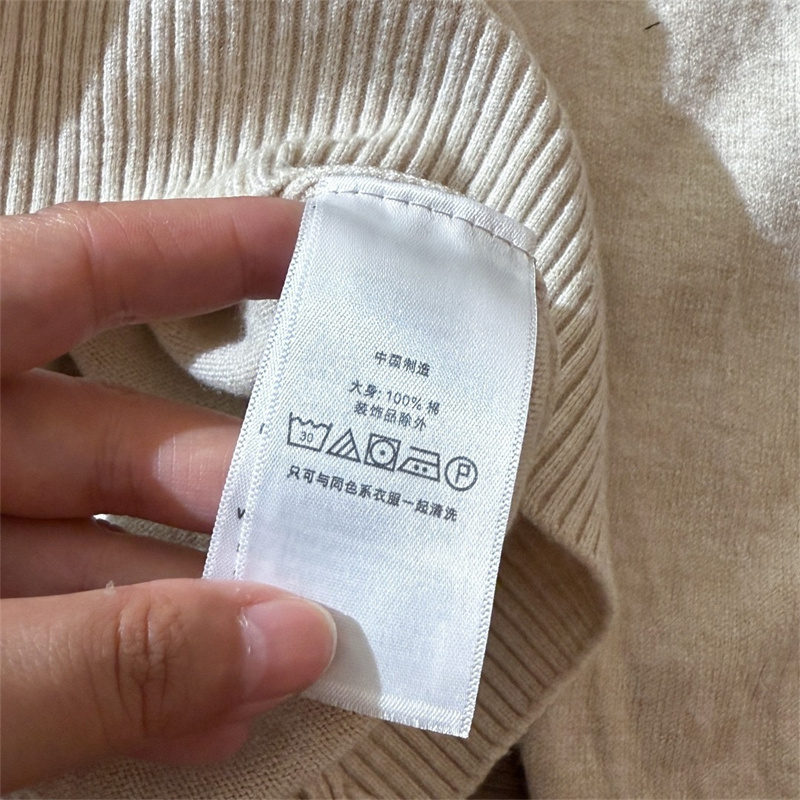 中国制造
大身: 100% 棉
装饰品除外
30 P
只可与同色系衣服一起清洗